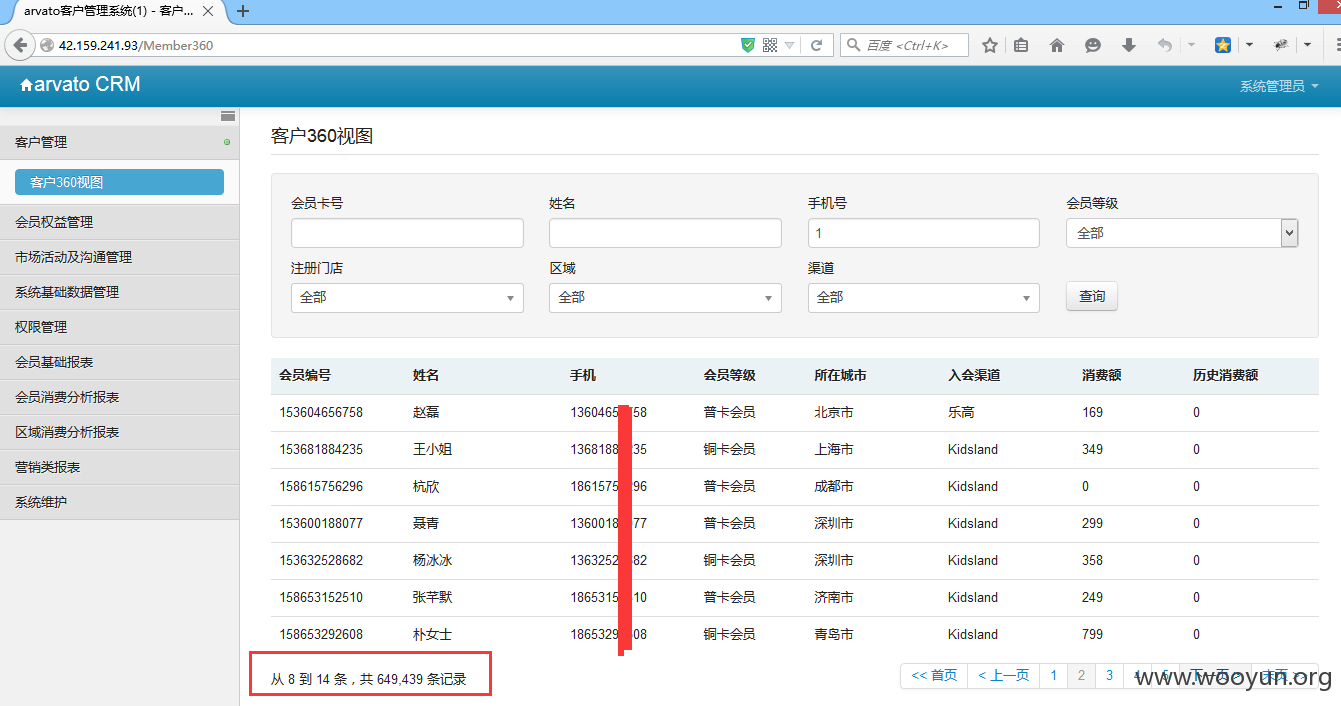 arvato客户管理系统(1) - 客户...
42.159.241.93/Member360
百度 <Ctrl+K>
arvato CRM
系统管理员
客户管理
客户360视图
会员权益管理
市场活动及沟通管理
系统基础数据管理
权限管理
会员基础报表
会员消费分析报表
区域消费分析报表
营销类报表
系统维护
客户360视图
会员卡号 姓名 手机号 会员等级
1 全部
注册门店 区域 渠道
全部 全部 全部 查询
会员编号 姓名 手机 会员等级 所在城市 入会渠道 消费额 历史消费额
153604656758 赵磊 1360465 58 普卡会员 北京市 乐高 169 0
153681884235 王小姐 1368188 235 铜卡会员 上海市 Kidsland 349 0
158615756296 杭欣 1861575 296 普卡会员 成都市 Kidsland 0 0
153600188077 聂青 1360018 077 普卡会员 深圳市 Kidsland 299 0
153632528682 杨冰冰 1363252 82 铜卡会员 深圳市 Kidsland 358 0
158653152510 张芊默 1865315 10 普卡会员 济南市 Kidsland 249 0
158653292608 朴女士 1865329 608 铜卡会员 青岛市 Kidsland 799 0
从 8 到 14 条，共 649,439 条记录
<< 首页 < 上一页 1 2 3 4 5 下一页 > 末页 >>
www.wooyun.org